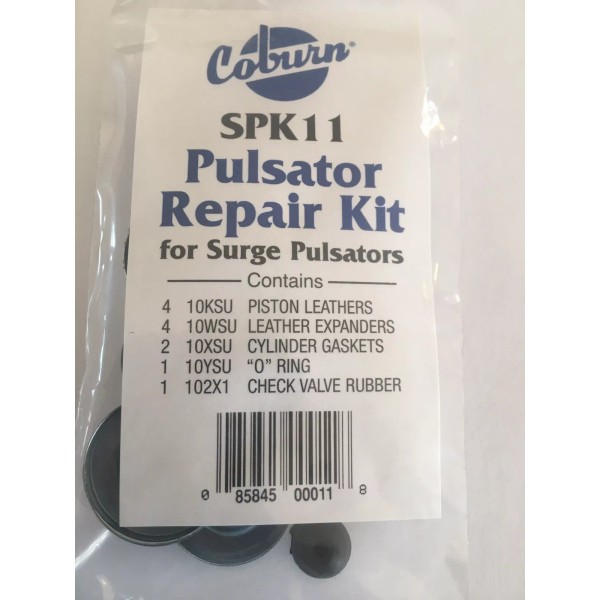 Coburn®
SPK11
Pulsator
Repair Kit
for Surge Pulsators
Contains
4 10KSU PISTON LEATHERS
4 10WSU LEATHER EXPANDERS
2 10XSU CYLINDER GASKETS
1 10YSU “O” RING
1 102X1 CHECK VALVE RUBBER
0 85845 00011 8